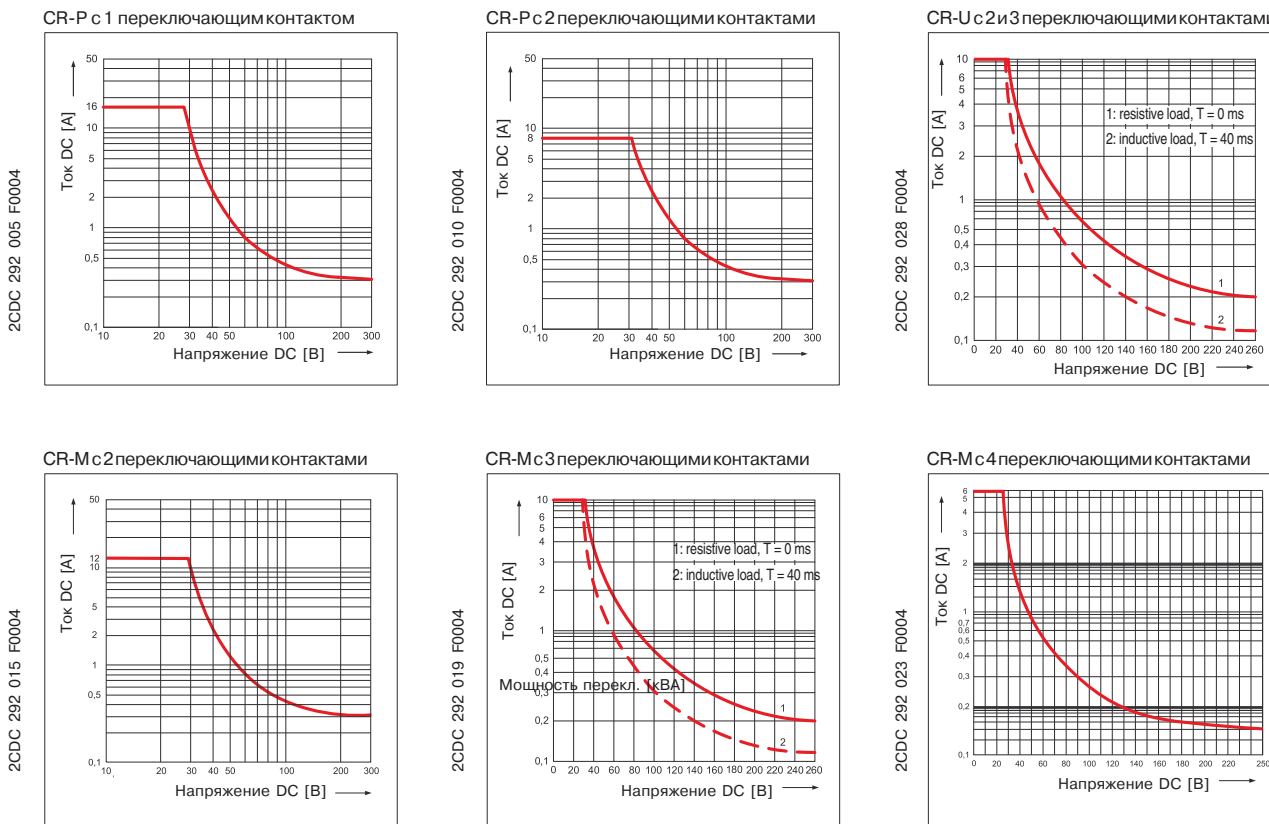 CR-P с 1 переключающим контактом
50
16
10
5
2
1
0,5
0,1
10 20 30 40 50 100 200 300
Ток DC [А]
Напряжение DC [В]
2CDC 292 005 F0004
CR-P с 2 переключающими контактами
50
10
8
5
2
1
0,5
0,1
10 20 30 40 50 100 200 300
Ток DC [А]
Напряжение DC [В]
2CDC 292 010 F0004
CR-U с 2 и 3 переключающими контактами
10
6
5
4
3
2
1
0,5
0,4
0,3
0,2
0,1
0 20 40 60 80 100 120 140 160 180 200 220 240 260
1: resistive load, T = 0 ms
2: inductive load, T = 40 ms
1
2
Ток DC [А]
Напряжение DC [В]
2CDC 292 028 F0004
CR-M с 2 переключающими контактами
50
12
10
5
2
1
0,5
0,1
10 20 30 40 50 100 200 300
Ток DC [А]
Напряжение DC [В]
2CDC 292 015 F0004
CR-M с 3 переключающими контактами
10
6
5
4
3
2
1
0,5
0,4
0,3
0,2
0,1
0 20 40 60 80 100 120 140 160 180 200 220 240 260
1: resistive load, T = 0 ms
2: inductive load, T = 40 ms
Мощность перекл. [кВА]
1
2
Ток DC [А]
Напряжение DC [В]
2CDC 292 019 F0004
CR-M с 4 переключающими контактами
6
5
4
3
2
1
0,7
0,6
0,5
0,4
0,3
0,2
0,1
0 20 40 60 80 100 120 140 160 180 200 220 250
Ток DC [А]
Напряжение DC [В]
2CDC 292 023 F0004